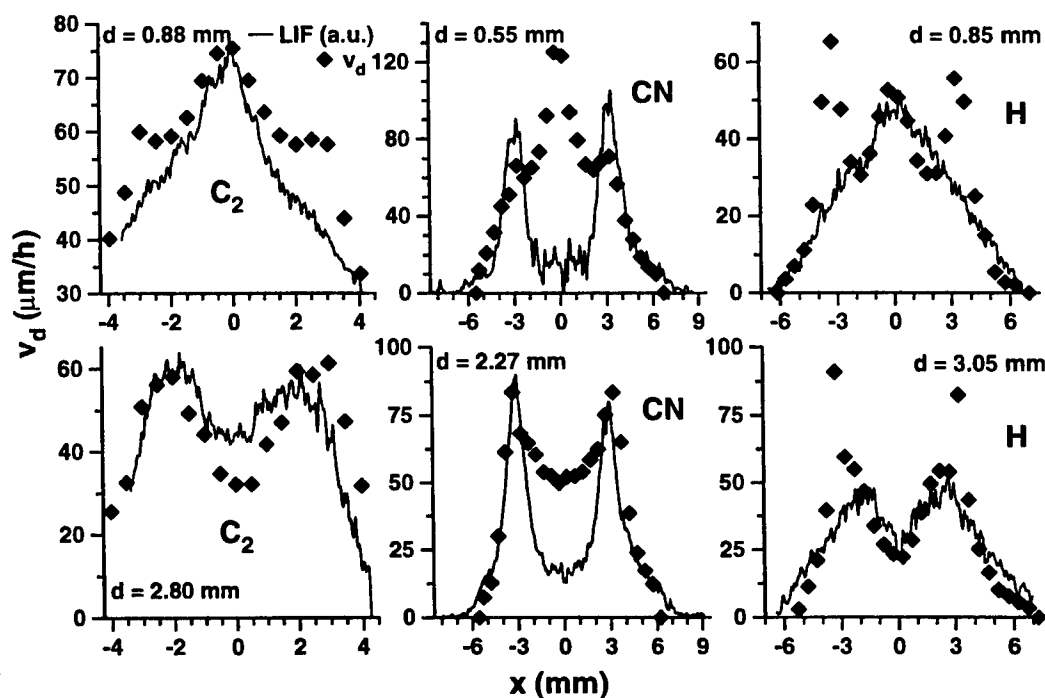 d = 0.88 mm — LIF (a.u.)
◆ v_d
C₂
80
70
60
50
40
30
-4 -2 0 2 4
d = 0.55 mm
CN
120
80
40
0
-6 -3 0 3 6 9
d = 0.85 mm
H
60
40
20
0
-6 -3 0 3 6
v_d (μm/h)
d = 2.80 mm
C₂
60
40
20
0
-4 -2 0 2 4
d = 2.27 mm
CN
100
75
50
25
0
-6 -3 0 3 6 9
d = 3.05 mm
H
100
75
50
25
0
-6 -3 0 3 6
x (mm)